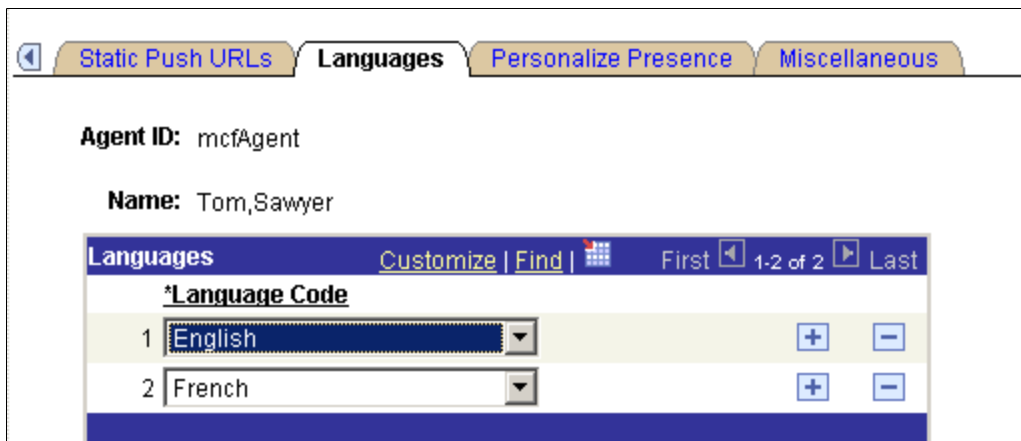 Static Push URLs Languages Personalize Presence Miscellaneous
Agent ID: mcfAgent
Name: Tom,Sawyer
Languages Customize | Find | First 1-2 of 2 Last
*Language Code
1 English
2 French